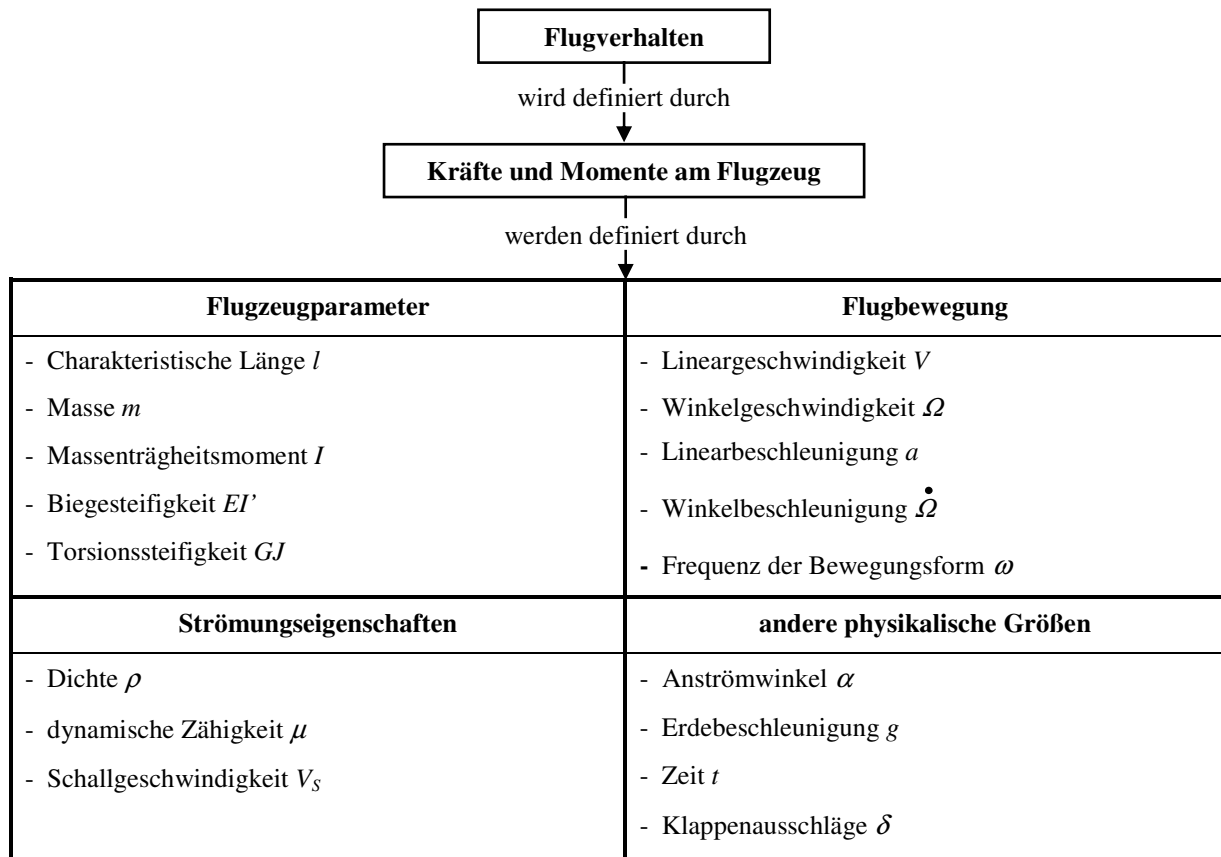 Flugverhalten
wird definiert durch
Kräfte und Momente am Flugzeug
werden definiert durch
Flugzeugparameter
- Charakteristische Länge l
- Masse m
- Massenträgheitsmoment I
- Biegesteifigkeit EI’
- Torsionssteifigkeit GJ
Flugbewegung
- Lineargeschwindigkeit V
- Winkelgeschwindigkeit Ω
- Linearbeschleunigung a
- Winkelbeschleunigung Ω̇
- Frequenz der Bewegungsform ω
Strömungseigenschaften
- Dichte ρ
- dynamische Zähigkeit μ
- Schallgeschwindigkeit V_S
andere physikalische Größen
- Anströmwinkel α
- Erdebeschleunigung g
- Zeit t
- Klappenausschläge δ